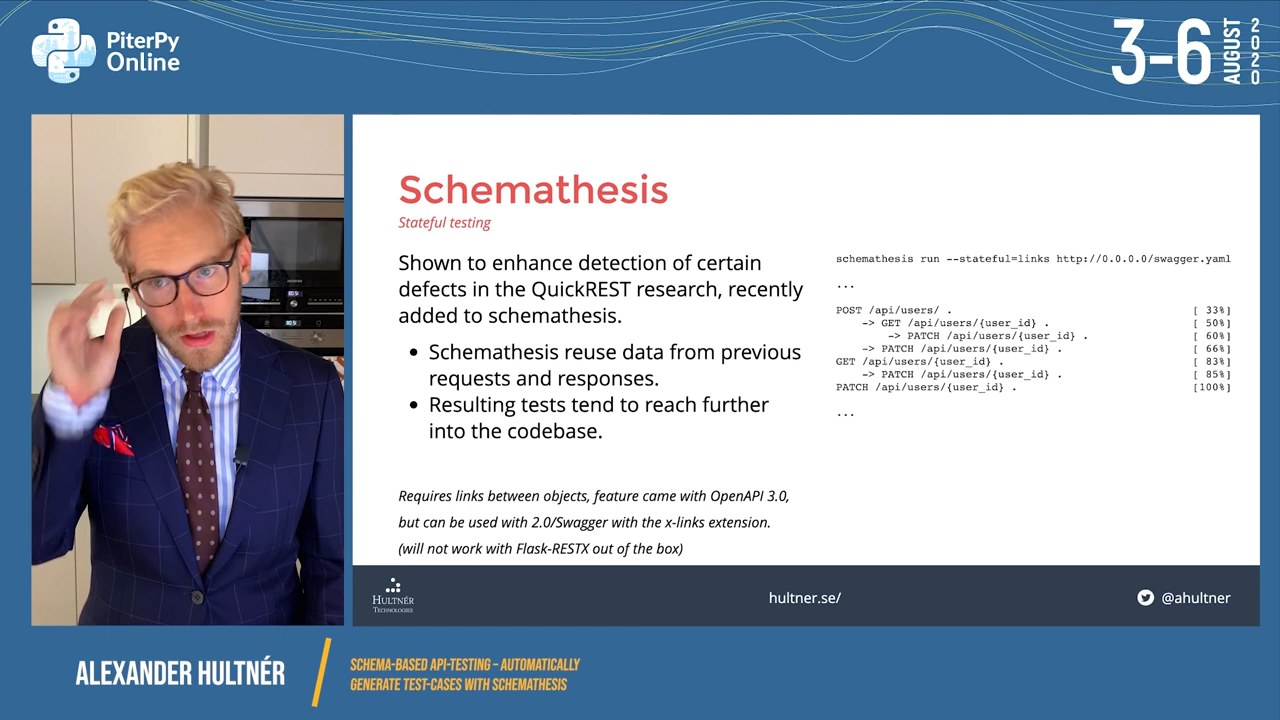 PiterPy
Online
3-6
AUGUST
2020
Schemathesis
Stateful testing
Shown to enhance detection of certain
defects in the QuickREST research, recently
added to schemathesis.
• Schemathesis reuse data from previous
requests and responses.
• Resulting tests tend to reach further
into the codebase.
Requires links between objects, feature came with OpenAPI 3.0,
but can be used with 2.0/Swagger with the x-links extension.
(will not work with Flask-RESTX out of the box)
schemathesis run --stateful=links http://0.0.0.0/swagger.yaml
...
POST /api/users/ . [ 33%]
-> GET /api/users/{user_id} . [ 50%]
-> PATCH /api/users/{user_id} . [ 60%]
-> PATCH /api/users/{user_id} . [ 66%]
GET /api/users/{user_id} . [ 83%]
-> PATCH /api/users/{user_id} . [ 85%]
PATCH /api/users/{user_id} . [100%]
...
HULTNÉR
TECHNOLOGIES
hultner.se/
@ahultner
ALEXANDER HULTNÉR
SCHEMA-BASED API-TESTING – AUTOMATICALLY
GENERATE TEST-CASES WITH SCHEMATHESIS